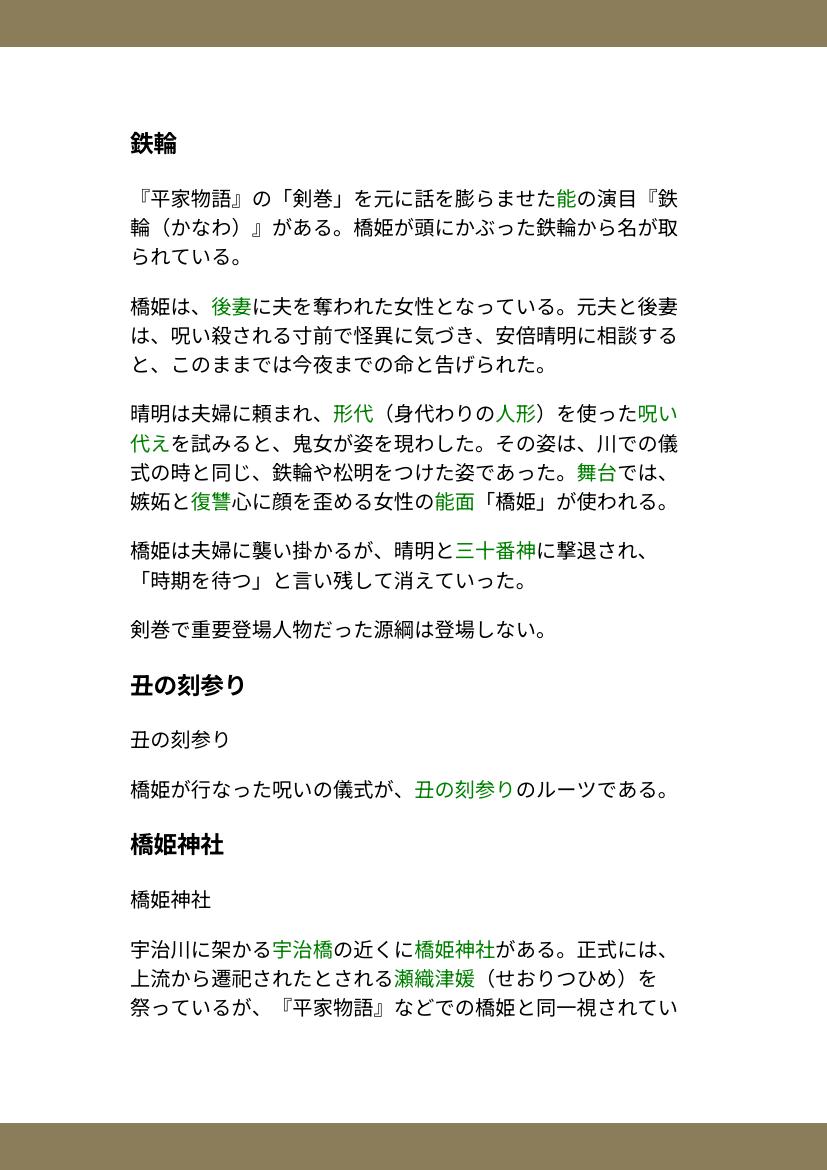 鉄輪
『平家物語』の「剣巻」を元に話を膨らませた能の演目『鉄
輪（かなわ）』がある。橋姫が頭にかぶった鉄輪から名が取
られている。
橋姫は、後妻に夫を奪われた女性となっている。元夫と後妻
は、呪い殺される寸前で怪異に気づき、安倍晴明に相談する
と、このままでは今夜までの命と告げられた。
晴明は夫婦に頼まれ、形代（身代わりの人形）を使った呪い
代えを試みると、鬼女が姿を現わした。その姿は、川での儀
式の時と同じ、鉄輪や松明をつけた姿であった。舞台では、
嫉妬と復讐心に顔を歪める女性の能面「橋姫」が使われる。
橋姫は夫婦に襲い掛かるが、晴明と三十番神に撃退され、
「時期を待つ」と言い残して消えていった。
剣巻で重要登場人物だった源綱は登場しない。
丑の刻参り
丑の刻参り
橋姫が行なった呪いの儀式が、丑の刻参りのルーツである。
橋姫神社
橋姫神社
宇治川に架かる宇治橋の近くに橋姫神社がある。正式には、
上流から遷祀されたとされる瀬織津媛（せおりつひめ）を
祭っているが、『平家物語』などでの橋姫と同一視されてい